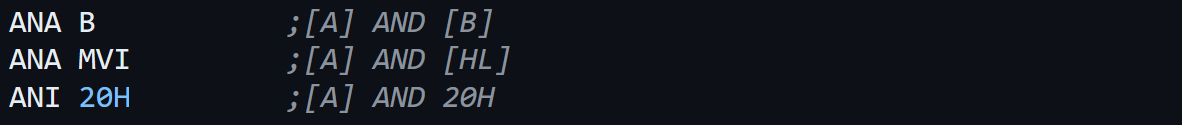 ANA B ;[A] AND [B]
ANA MVI ;[A] AND [HL]
ANI 20H ;[A] AND 20H